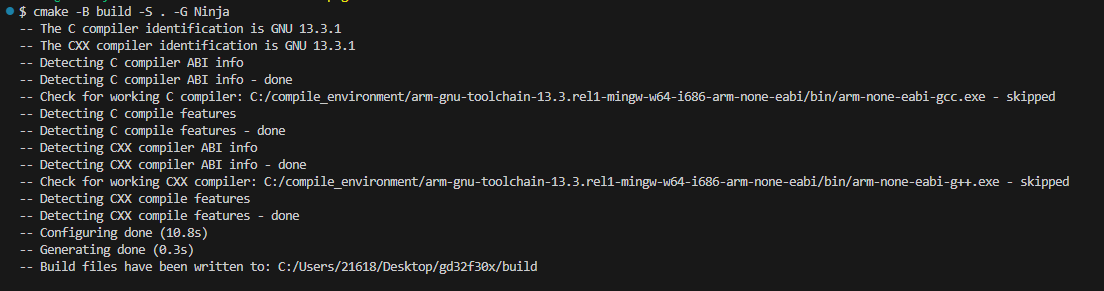 $ cmake -B build -S . -G Ninja
-- The C compiler identification is GNU 13.3.1
-- The CXX compiler identification is GNU 13.3.1
-- Detecting C compiler ABI info
-- Detecting C compiler ABI info - done
-- Check for working C compiler: C:/compile_environment/arm-gnu-toolchain-13.3.rel1-mingw-w64-i686-arm-none-eabi/bin/arm-none-eabi-gcc.exe - skipped
-- Detecting C compile features
-- Detecting C compile features - done
-- Detecting CXX compiler ABI info
-- Detecting CXX compiler ABI info - done
-- Check for working CXX compiler: C:/compile_environment/arm-gnu-toolchain-13.3.rel1-mingw-w64-i686-arm-none-eabi/bin/arm-none-eabi-g++.exe - skipped
-- Detecting CXX compile features
-- Detecting CXX compile features - done
-- Configuring done (10.8s)
-- Generating done (0.3s)
-- Build files have been written to: C:/Users/21618/Desktop/gd32f30x/build